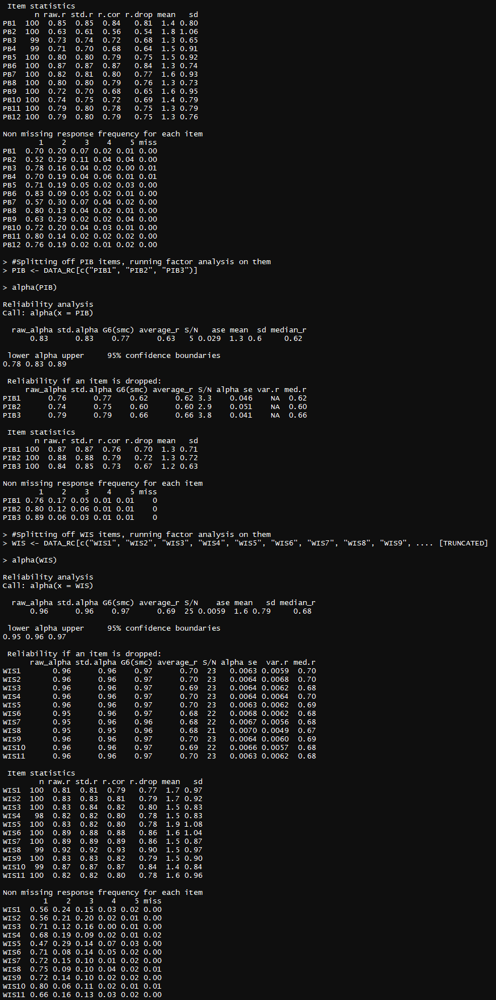 Item statistics
       n raw.r std.r r.cor r.drop mean   sd
PB1  100  0.85  0.85  0.84   0.81  1.4 0.80
PB2  100  0.63  0.61  0.56   0.54  1.8 1.06
PB3   99  0.73  0.74  0.72   0.68  1.3 0.65
PB4   99  0.71  0.70  0.68   0.64  1.5 0.91
PB5  100  0.80  0.80  0.79   0.75  1.5 0.92
PB6  100  0.87  0.87  0.87   0.84  1.3 0.74
PB7  100  0.82  0.81  0.80   0.77  1.6 0.93
PB8  100  0.80  0.80  0.79   0.76  1.3 0.73
PB9  100  0.72  0.70  0.68   0.65  1.6 0.95
PB10 100  0.74  0.75  0.72   0.69  1.4 0.79
PB11 100  0.79  0.80  0.78   0.75  1.3 0.79
PB12 100  0.79  0.80  0.79   0.75  1.3 0.76

Non missing response frequency for each item
        1    2    3    4    5 miss
PB1  0.70 0.20 0.07 0.02 0.01 0.00
PB2  0.52 0.29 0.11 0.04 0.04 0.00
PB3  0.78 0.16 0.04 0.02 0.00 0.01
PB4  0.70 0.19 0.04 0.06 0.01 0.01
PB5  0.71 0.19 0.05 0.02 0.03 0.00
PB6  0.83 0.09 0.05 0.02 0.01 0.00
PB7  0.57 0.30 0.07 0.04 0.02 0.00
PB8  0.80 0.13 0.04 0.02 0.01 0.00
PB9  0.63 0.29 0.02 0.02 0.04 0.00
PB10 0.72 0.20 0.04 0.03 0.01 0.00
PB11 0.80 0.14 0.02 0.02 0.02 0.00
PB12 0.76 0.19 0.02 0.01 0.02 0.00

> #Splitting off PIB items, running factor analysis on them
> PIB <- DATA_RC[c("PIB1", "PIB2", "PIB3")]

> alpha(PIB)

Reliability analysis
Call: alpha(x = PIB)

  raw_alpha std.alpha G6(smc) average_r S/N   ase mean  sd median_r
      0.83      0.83    0.77      0.63   5 0.029  1.3 0.6     0.62

 lower alpha upper     95% confidence boundaries
0.78 0.83 0.89

 Reliability if an item is dropped:
     raw_alpha std.alpha G6(smc) average_r S/N alpha se var.r med.r
PIB1      0.76      0.77    0.62      0.62 3.3    0.046    NA  0.62
PIB2      0.74      0.75    0.60      0.60 2.9    0.051    NA  0.60
PIB3      0.79      0.79    0.66      0.66 3.8    0.041    NA  0.66

 Item statistics
       n raw.r std.r r.cor r.drop mean   sd
PIB1 100  0.87  0.87  0.76   0.70  1.3 0.71
PIB2 100  0.88  0.88  0.79   0.72  1.3 0.72
PIB3 100  0.84  0.85  0.73   0.67  1.2 0.63

Non missing response frequency for each item
        1    2    3    4    5 miss
PIB1 0.76 0.17 0.05 0.01 0.01    0
PIB2 0.80 0.12 0.06 0.01 0.01    0
PIB3 0.89 0.06 0.03 0.01 0.01    0

> #Splitting off WIS items, running factor analysis on them
> WIS <- DATA_RC[c("WIS1", "WIS2", "WIS3", "WIS4", "WIS5", "WIS6", "WIS7", "WIS8", "WIS9", .... [TRUNCATED]

> alpha(WIS)

Reliability analysis
Call: alpha(x = WIS)

  raw_alpha std.alpha G6(smc) average_r S/N    ase mean   sd median_r
      0.96      0.96    0.97      0.69  25 0.0059  1.6 0.79     0.68

 lower alpha upper     95% confidence boundaries
0.95 0.96 0.97

 Reliability if an item is dropped:
      raw_alpha std.alpha G6(smc) average_r S/N alpha se  var.r med.r
WIS1       0.96      0.96    0.97      0.70  23   0.0063 0.0059  0.70
WIS2       0.96      0.96    0.97      0.70  23   0.0064 0.0068  0.70
WIS3       0.96      0.96    0.97      0.69  23   0.0064 0.0062  0.68
WIS4       0.96      0.96    0.97      0.70  23   0.0064 0.0064  0.70
WIS5       0.96      0.96    0.97      0.70  23   0.0063 0.0062  0.69
WIS6       0.95      0.96    0.97      0.68  22   0.0068 0.0062  0.68
WIS7       0.95      0.96    0.96      0.68  22   0.0067 0.0056  0.68
WIS8       0.95      0.95    0.96      0.68  21   0.0070 0.0049  0.67
WIS9       0.96      0.96    0.97      0.70  23   0.0064 0.0060  0.69
WIS10      0.96      0.96    0.97      0.69  22   0.0066 0.0057  0.68
WIS11      0.96      0.96    0.97      0.70  23   0.0063 0.0062  0.68

 Item statistics
        n raw.r std.r r.cor r.drop mean   sd
WIS1  100  0.81  0.81  0.79   0.77  1.7 0.97
WIS2  100  0.83  0.83  0.81   0.79  1.7 0.92
WIS3  100  0.83  0.84  0.82   0.80  1.5 0.83
WIS4   98  0.82  0.82  0.80   0.78  1.5 0.83
WIS5  100  0.83  0.82  0.80   0.78  1.9 1.08
WIS6  100  0.89  0.88  0.88   0.86  1.6 1.04
WIS7  100  0.89  0.89  0.89   0.86  1.5 0.87
WIS8   99  0.92  0.92  0.93   0.90  1.5 0.97
WIS9  100  0.83  0.83  0.82   0.79  1.5 0.90
WIS10  99  0.87  0.87  0.87   0.84  1.4 0.84
WIS11 100  0.82  0.82  0.80   0.78  1.6 0.96

Non missing response frequency for each item
         1    2    3    4    5 miss
WIS1  0.56 0.24 0.15 0.03 0.02 0.00
WIS2  0.56 0.21 0.20 0.02 0.01 0.00
WIS3  0.71 0.12 0.16 0.00 0.01 0.00
WIS4  0.68 0.19 0.09 0.02 0.01 0.02
WIS5  0.47 0.29 0.14 0.07 0.03 0.00
WIS6  0.71 0.08 0.14 0.05 0.02 0.00
WIS7  0.72 0.15 0.10 0.01 0.02 0.00
WIS8  0.75 0.09 0.10 0.04 0.02 0.01
WIS9  0.72 0.14 0.10 0.02 0.02 0.00
WIS10 0.80 0.06 0.11 0.02 0.01 0.01
WIS11 0.66 0.16 0.13 0.03 0.02 0.00